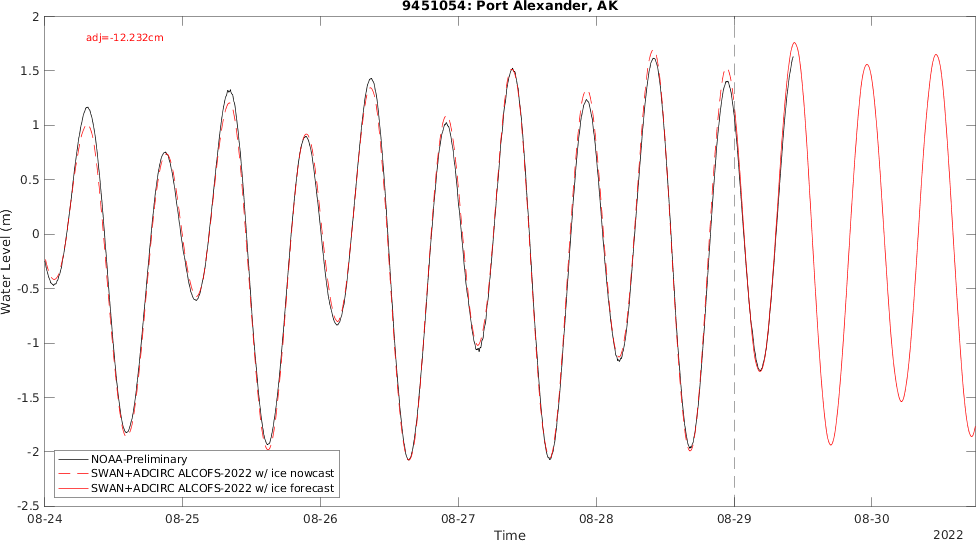 9451054: Port Alexander, AK
adj=-12.232cm
Water Level (m)
2
1.5
1
0.5
0
-0.5
-1
-1.5
-2
-2.5
NOAA-Preliminary
SWAN+ADCIRC ALCOFS-2022 w/ ice nowcast
SWAN+ADCIRC ALCOFS-2022 w/ ice forecast
08-24 08-25 08-26 08-27 08-28 08-29 08-30
Time
2022